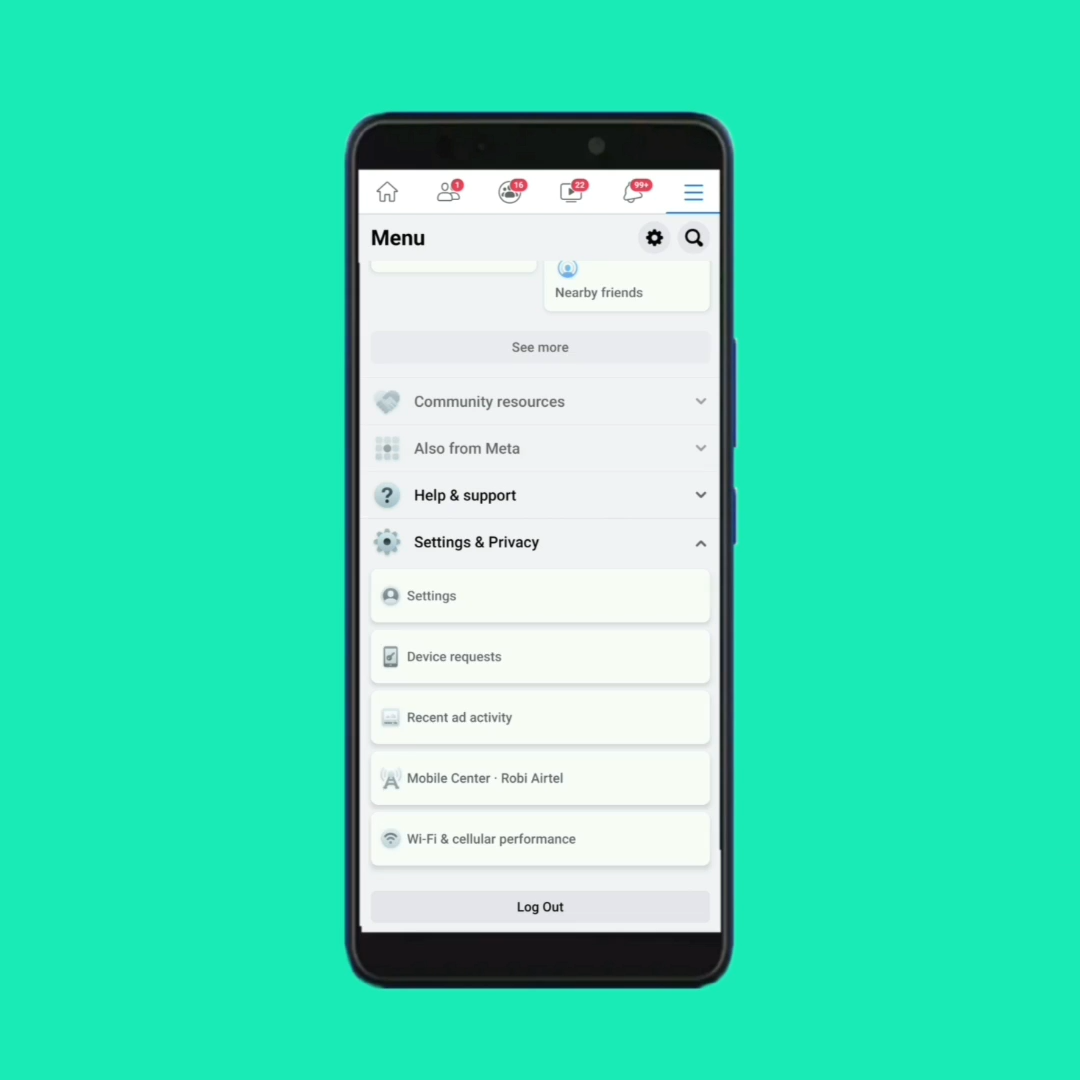 1
16
22
99+
Menu
Nearby friends
See more
Community resources
Also from Meta
Help & support
Settings & Privacy
Settings
Device requests
Recent ad activity
Mobile Center · Robi Airtel
Wi-Fi & cellular performance
Log Out